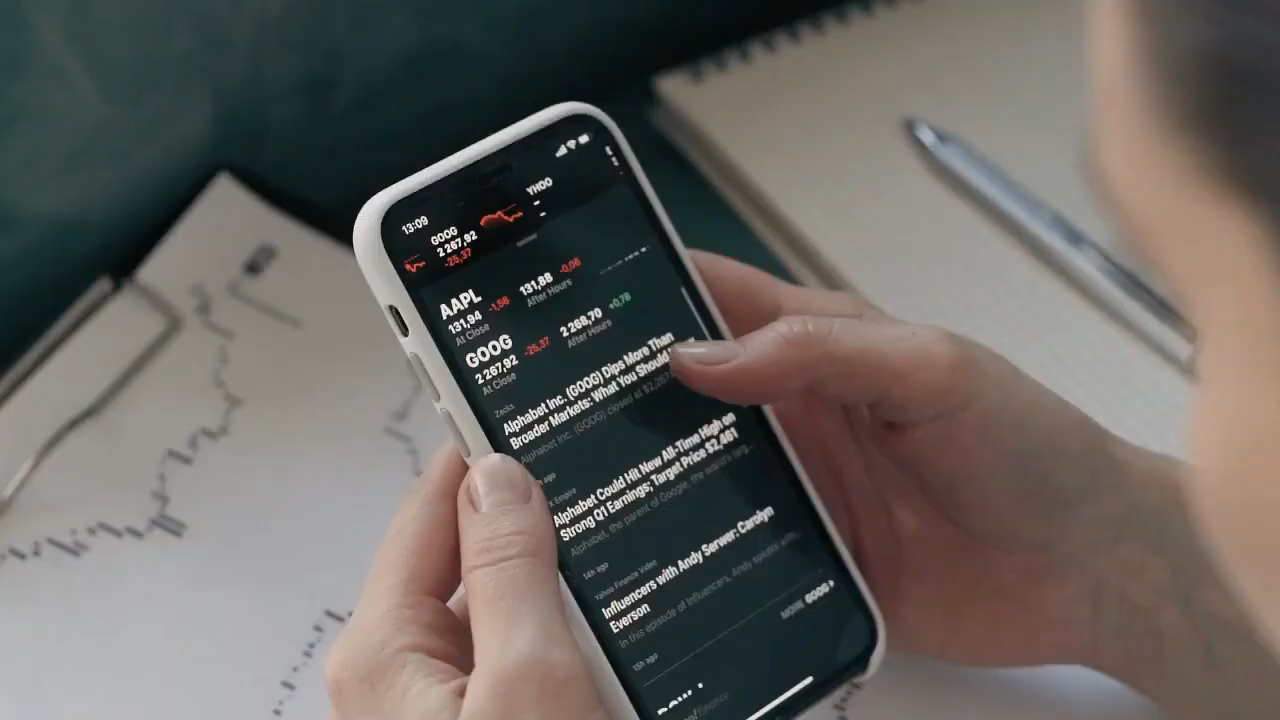 13:09
GOOG
2 267,92
-25,37
YHOO
AAPL
131,94 -1,56
At Close
131,88 -0,06
After Hours
GOOG
2 267,92 -25,37
At Close
2 268,70 +0,78
After Hours
Zacks
Alphabet Inc. (GOOG) Dips More Than
Broader Markets: What You Should
Alphabet Inc. (GOOG) closed at
ago
X Empire
Alphabet Could Hit New All-Time High on
Strong Q1 Earnings; Target Price $2,461
Alphabet, the parent of Google, the world's larg...
14h ago
Yahoo Finance Video
Influencers with Andy Serwer: Carolyn
Everson
In this episode of Influencers, Andy speaks with...
15h ago
MORE GOOG